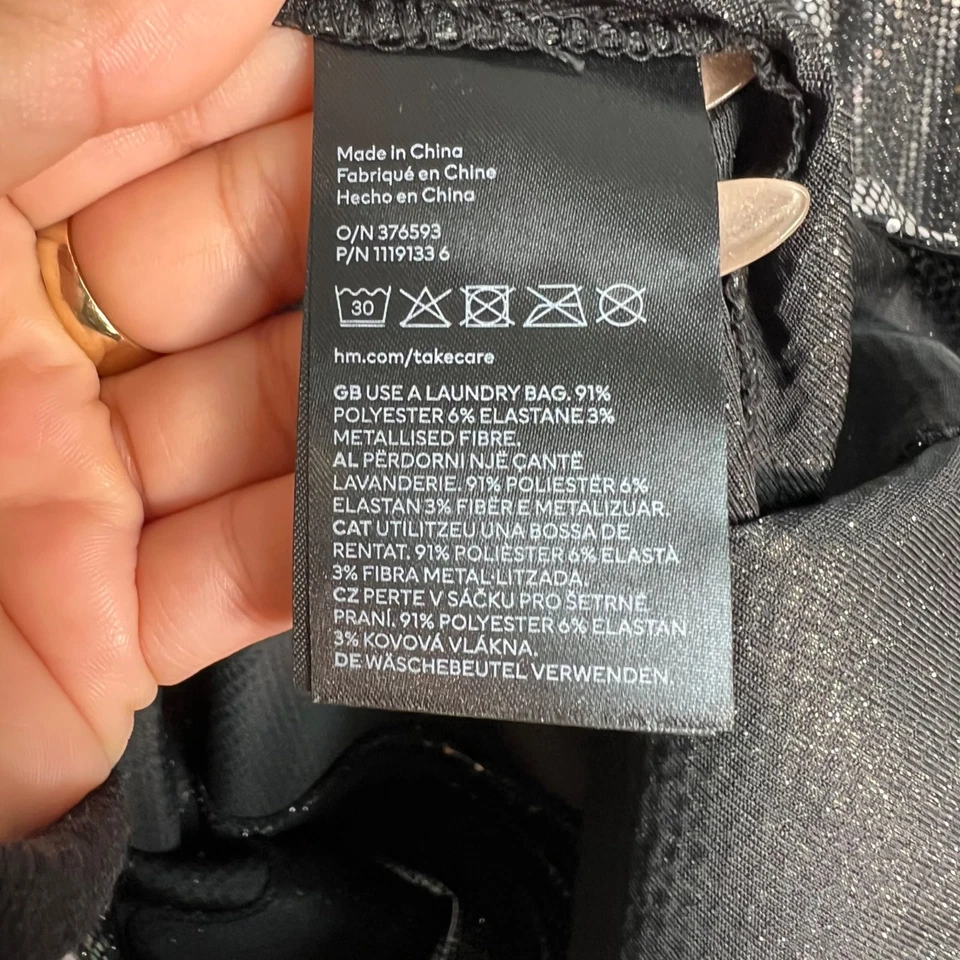 Made in China
Fabriqué en Chine
Hecho en China
O/N 376593
P/N 1119133 6
30
hm.com/takecare
GB USE A LAUNDRY BAG. 91%
POLYESTER 6% ELASTANE 3%
METALLISED FIBRE.
AL PËRDORNI NJË ÇANTË
LAVANDERIE. 91% POLIESTËR 6%
ELASTAN 3% FIBËR E METALIZUAR.
CAT UTILITZEU UNA BOSSA DE
RENTAT. 91% POLIÈSTER 6% ELASTÀ
3% FIBRA METAL·LITZADA.
CZ PERTE V SÁČKU PRO ŠETRNÉ
PRANÍ. 91% POLYESTER 6% ELASTAN
3% KOVOVÁ VLÁKNA.
DE WÄSCHEBEUTEL VERWENDEN.